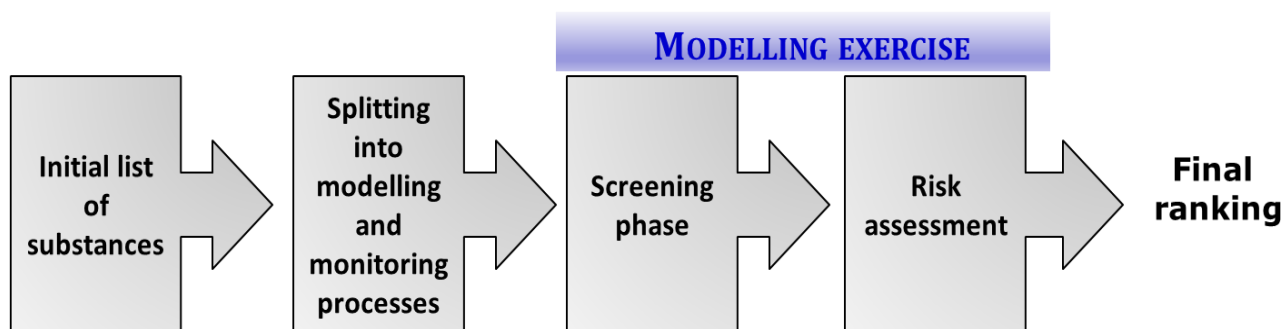 MODELLING EXERCISE
Initial list
of
substances
Splitting
into
modelling
and
monitoring
processes
Screening
phase
Risk
assessment
Final
ranking